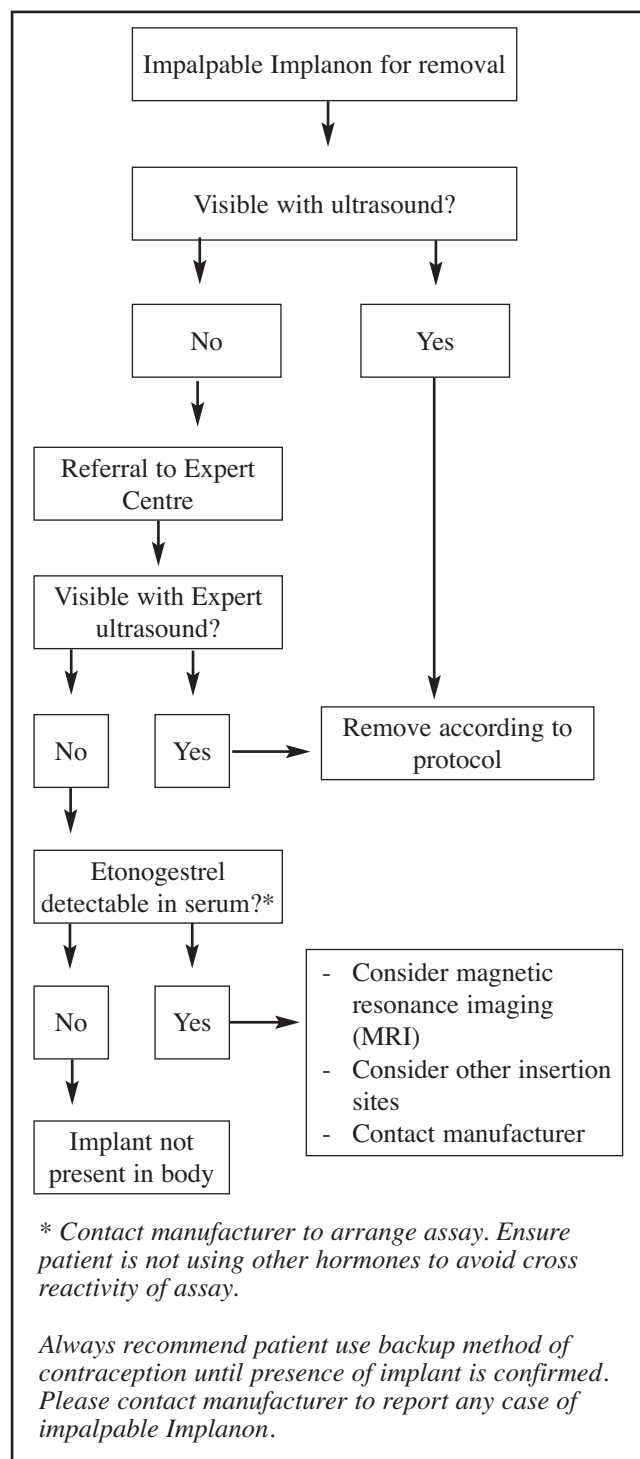 Impalpable Implanon for removal
Visible with ultrasound?
No
Yes
Referral to Expert
Centre
Visible with Expert
ultrasound?
No
Yes
Remove according to
protocol
Etonogestrel
detectable in serum?*
No
Yes
- Consider magnetic
resonance imaging
(MRI)
- Consider other insertion
sites
- Contact manufacturer
Implant not
present in body
* Contact manufacturer to arrange assay. Ensure
patient is not using other hormones to avoid cross
reactivity of assay.
Always recommend patient use backup method of
contraception until presence of implant is confirmed.
Please contact manufacturer to report any case of
impalpable Implanon.